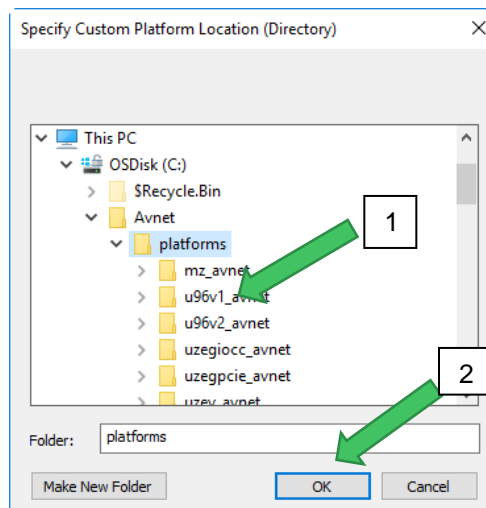 Specify Custom Platform Location (Directory)
This PC
OSDisk (C:)
$Recycle.Bin
Avnet
1
platforms
mz_avnet
u96v1_avnet
u96v2_avnet
uzegiocc_avnet
uzegpcie_avnet
2
uzev_avnet
Folder: platforms
Make New Folder OK Cancel